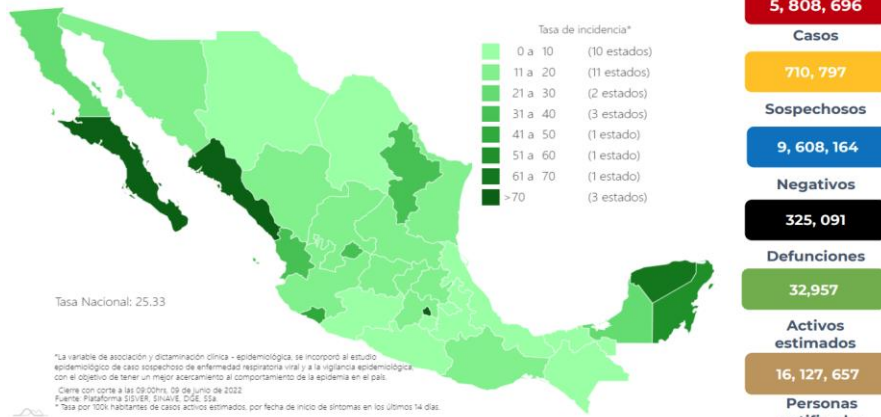 Tasa de incidencia*
0 a 10 (10 estados)
11 a 20 (11 estados)
21 a 30 (2 estados)
31 a 40 (3 estados)
41 a 50 (1 estado)
51 a 60 (1 estado)
61 a 70 (1 estado)
>70 (3 estados)
Tasa Nacional: 25.33
*La variable de asociación y dictaminación clínica - epidemiológica, se incorporó al estudio
epidemiológico de caso sospechoso de enfermedad respiratoria viral y a la vigilancia epidemiológica
con el objetivo de tener un mejor acercamiento al comportamiento de la epidemia en el país.
Cierre con corte a las 09:00hrs, 09 de junio de 2022
Fuente: Plataforma SISVER, SINAVE, DGE, SSa.
* Tasa por 100k habitantes de casos activos estimados, por fecha de inicio de síntomas en los últimos 14 días.
5, 808, 696
Casos
710, 797
Sospechosos
9, 608, 164
Negativos
325, 091
Defunciones
32,957
Activos
estimados
16, 127, 657
Personas